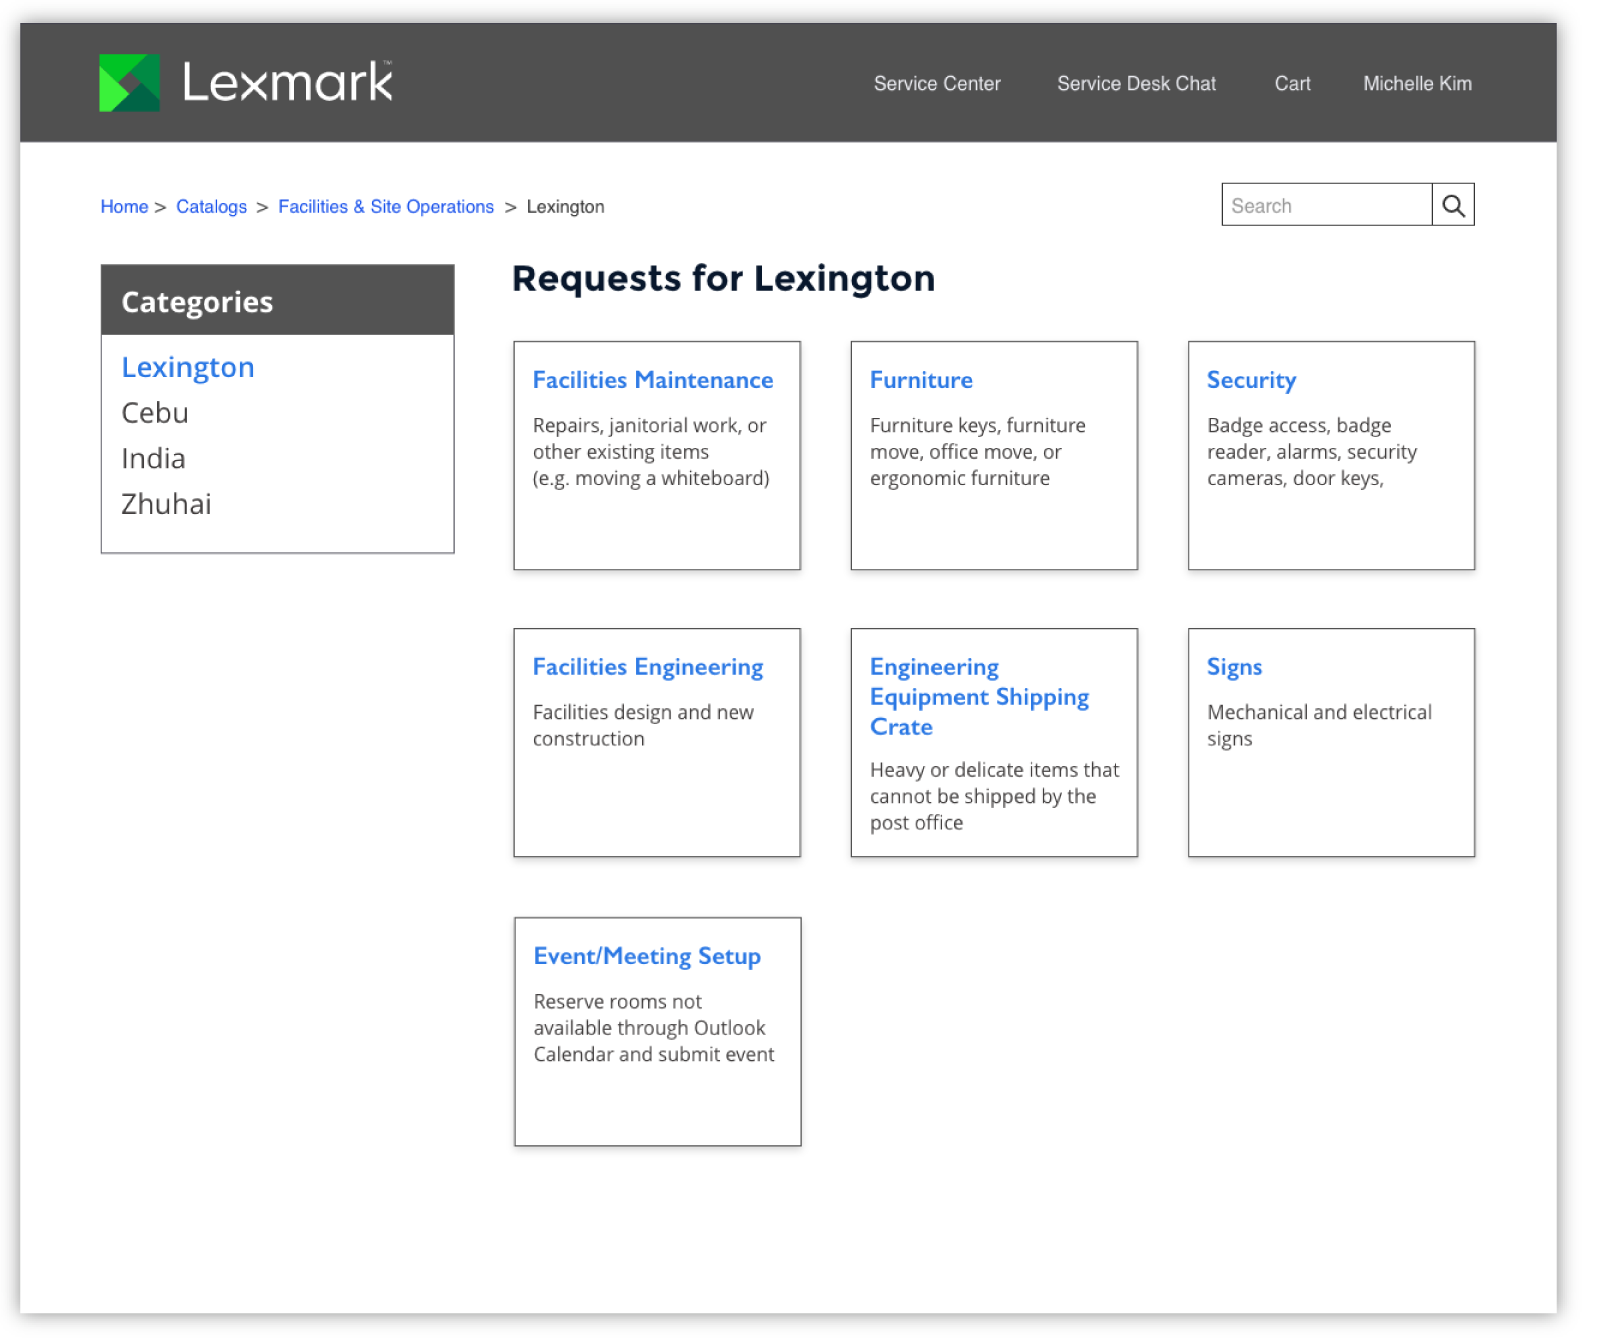 Lexmark™
Service Center
Service Desk Chat
Cart
Michelle Kim
Home > Catalogs > Facilities & Site Operations > Lexington
Search
Categories
Lexington
Cebu
India
Zhuhai
Requests for Lexington
Facilities Maintenance
Repairs, janitorial work, or
other existing items
(e.g. moving a whiteboard)
Furniture
Furniture keys, furniture
move, office move, or
ergonomic furniture
Security
Badge access, badge
reader, alarms, security
cameras, door keys,
Facilities Engineering
Facilities design and new
construction
Engineering
Equipment Shipping
Crate
Heavy or delicate items that
cannot be shipped by the
post office
Signs
Mechanical and electrical
signs
Event/Meeting Setup
Reserve rooms not
available through Outlook
Calendar and submit event